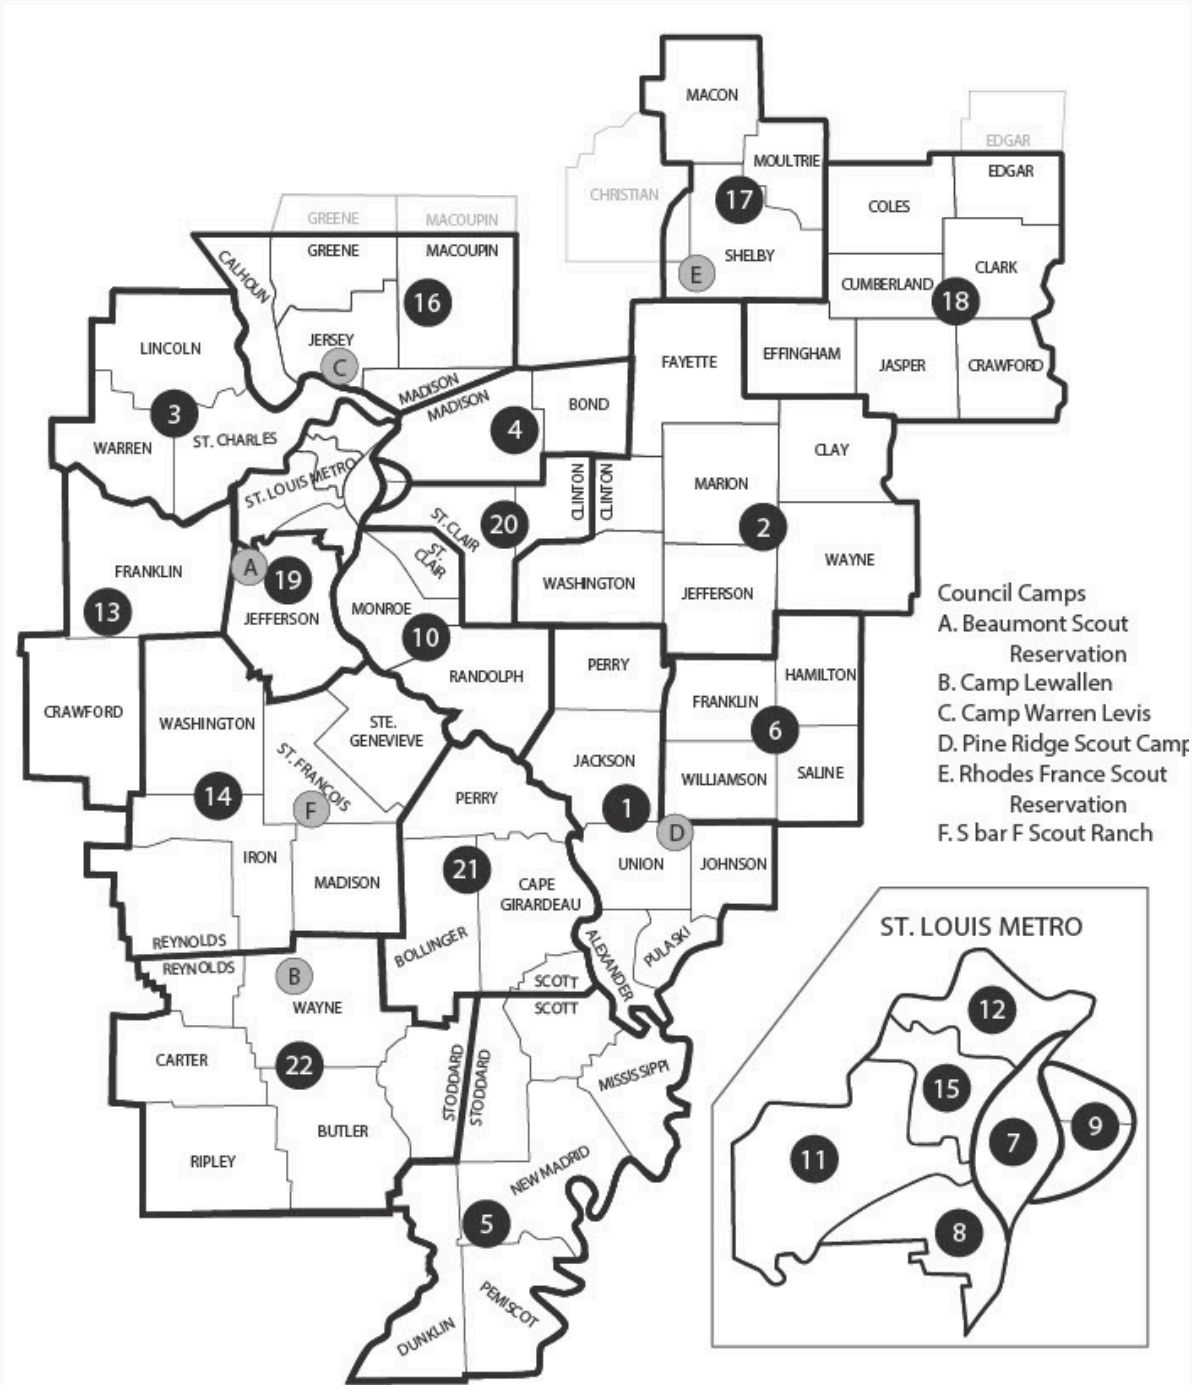 MACON
EDGAR
MOULTRIE
EDGAR
CHRISTIAN
17
COLES
GREENE
MACOUPIN
GREENE
MACOUPIN
SHELBY
CLARK
CALHOUN
E
CUMBERLAND
16
18
LINCOLN
JERSEY
C
FAYETTE
EFFINGHAM
JASPER
CRAWFORD
MADISON
MADISON
BOND
3
4
WARREN
ST. CHARLES
CLAY
ST. LOUIS METRO
CLINTON
CLINTON
MARION
ST. CLAIR
20
2
ST.
CLAIR
FRANKLIN
A
19
WAYNE
WASHINGTON
JEFFERSON
13
JEFFERSON
MONROE
10
Council Camps
A. Beaumont Scout
Reservation
B. Camp Lewallen
C. Camp Warren Levis
D. Pine Ridge Scout Camp
E. Rhodes France Scout
Reservation
F. S bar F Scout Ranch
PERRY
HAMILTON
RANDOLPH
FRANKLIN
CRAWFORD
WASHINGTON
STE.
GENEVIEVE
6
ST. FRANCOIS
JACKSON
WILLIAMSON
SALINE
14
F
PERRY
1
D
IRON
UNION
JOHNSON
21
MADISON
CAPE
GIRARDEAU
REYNOLDS
BOLLINGER
ALEXANDER
PULASKI
REYNOLDS
B
SCOTT
WAYNE
SCOTT
CARTER
22
STODDARD
STODDARD
MISSISSIPPI
BUTLER
RIPLEY
NEW MADRID
5
PEMISCOT
DUNKLIN
ST. LOUIS METRO
12
15
9
7
11
8